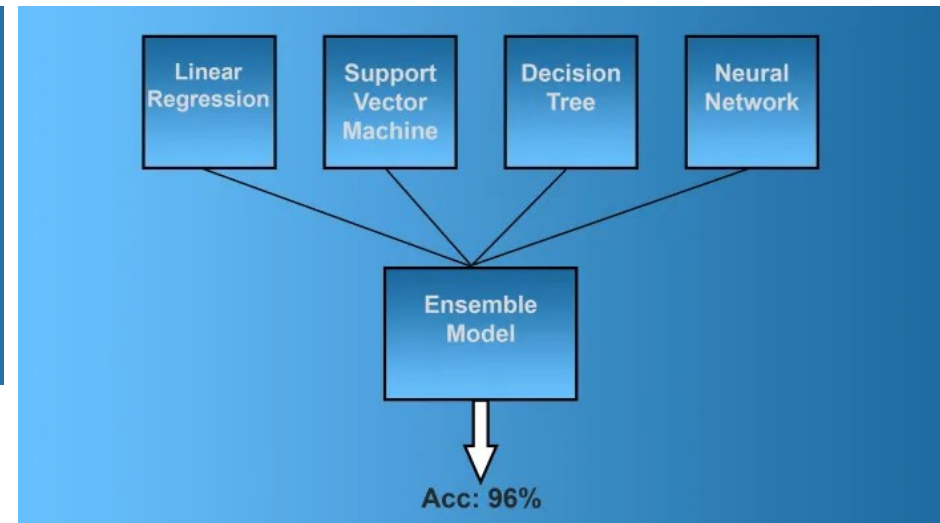 Linear
Regression
Support
Vector
Machine
Decision
Tree
Neural
Network
Ensemble
Model
Acc: 96%